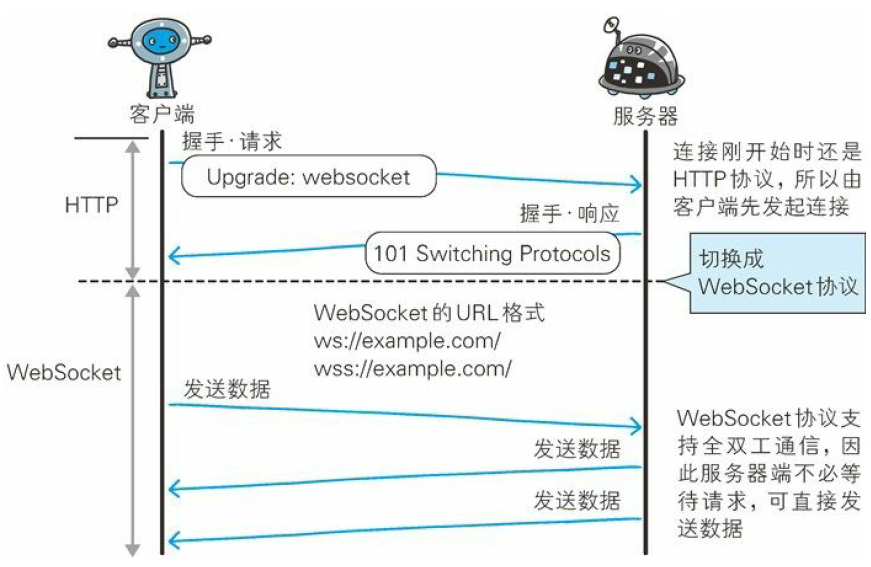 客户端
服务器
握手·请求
Upgrade: websocket
连接刚开始时还是
HTTP协议，所以由
客户端先发起连接
HTTP
握手·响应
101 Switching Protocols
切换成
WebSocket协议
WebSocket的URL格式
ws://example.com/
wss://example.com/
WebSocket
发送数据
WebSocket协议支
持全双工通信，因
此服务器端不必等
待请求，可直接发
送数据
发送数据
发送数据